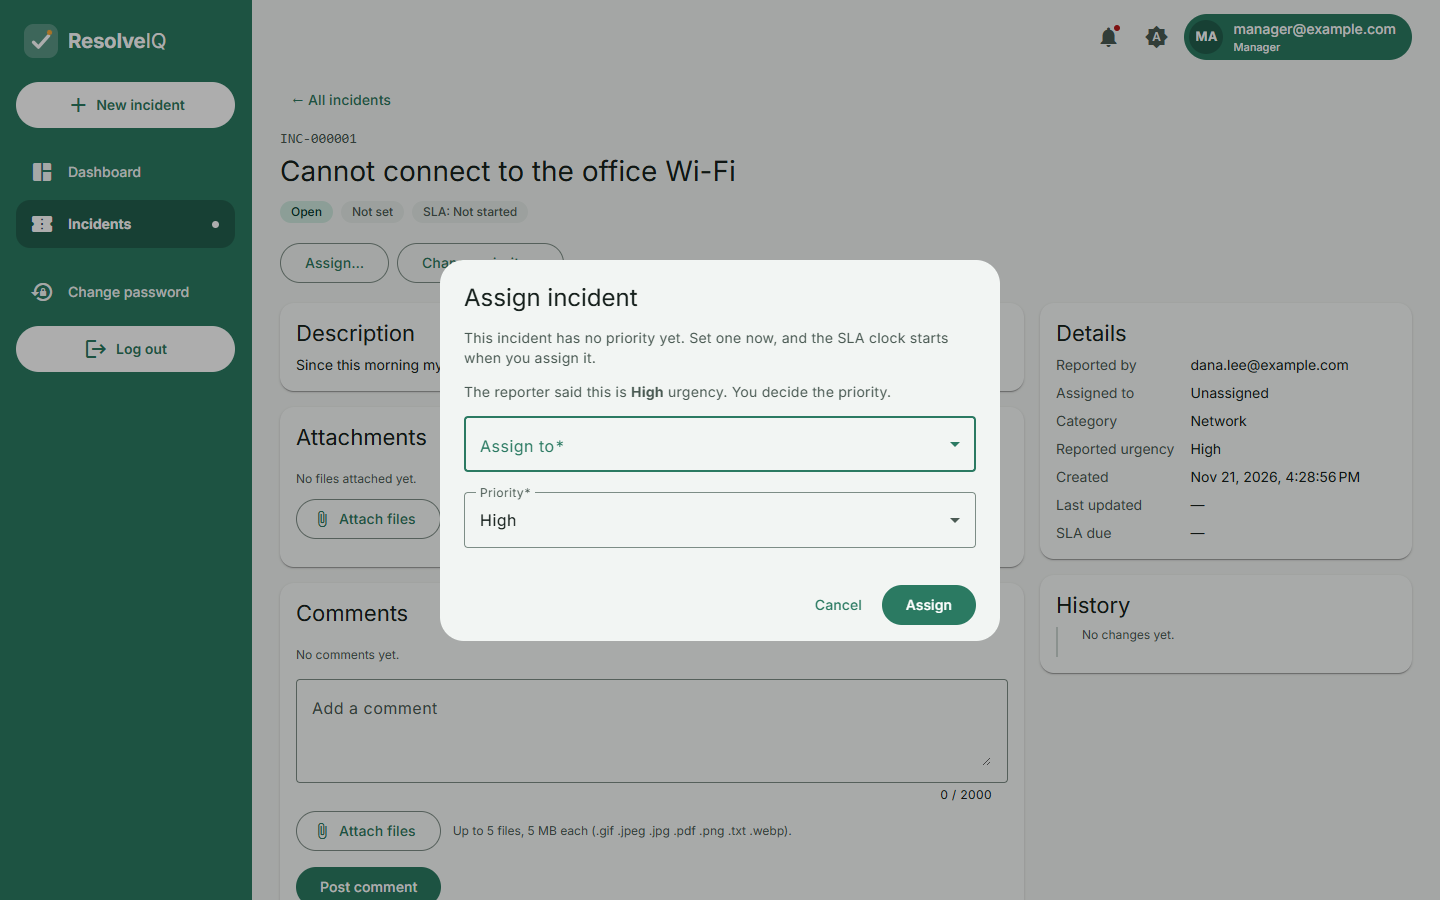 ResolveIQ
New incident
Dashboard
Incidents
Change password
Log out
A
MA
manager@example.com
Manager
← All incidents
INC-000001
Cannot connect to the office Wi-Fi
Open
Not set
SLA: Not started
Assign...
Description
Since this morning my
Attachments
No files attached yet.
Attach files
Assign incident
This incident has no priority yet. Set one now, and the SLA clock starts
when you assign it.
The reporter said this is High urgency. You decide the priority.
Assign to*
Priority*
High
Cancel
Assign
Comments
No comments yet.
Add a comment
0 / 2000
Attach files
Up to 5 files, 5 MB each (.gif .jpeg .jpg .pdf .png .txt .webp).
Post comment
Details
Reported by dana.lee@example.com
Assigned to Unassigned
Category Network
Reported urgency High
Created Nov 21, 2026, 4:28:56 PM
Last updated —
SLA due —
History
No changes yet.